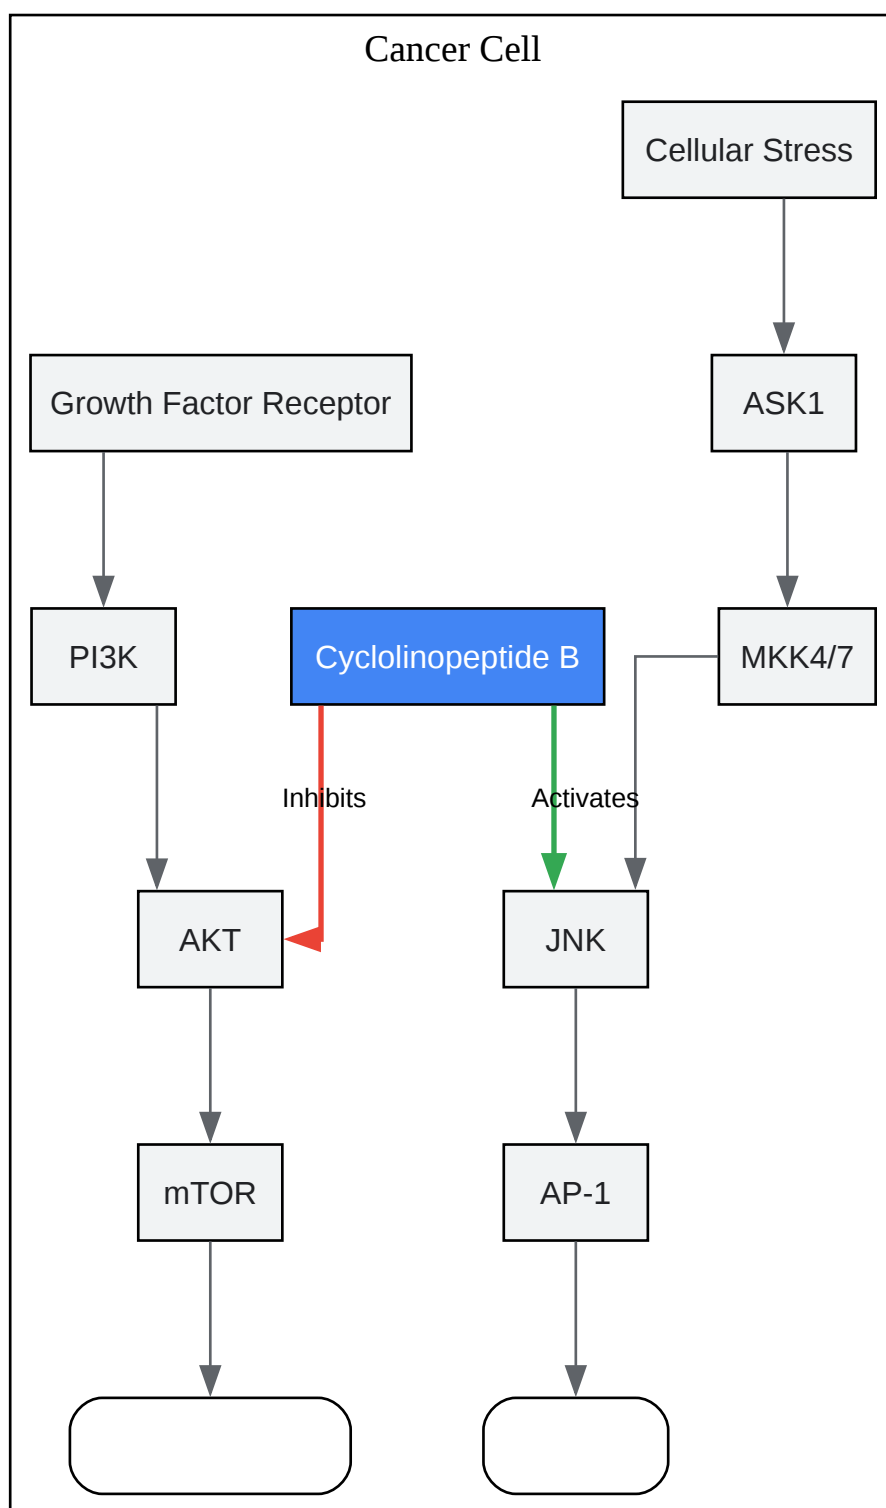 Cancer Cell
Cellular Stress
Growth Factor Receptor
ASK1
PI3K
Cyclolinopeptide B
MKK4/7
Inhibits
Activates
AKT
JNK
mTOR
AP-1